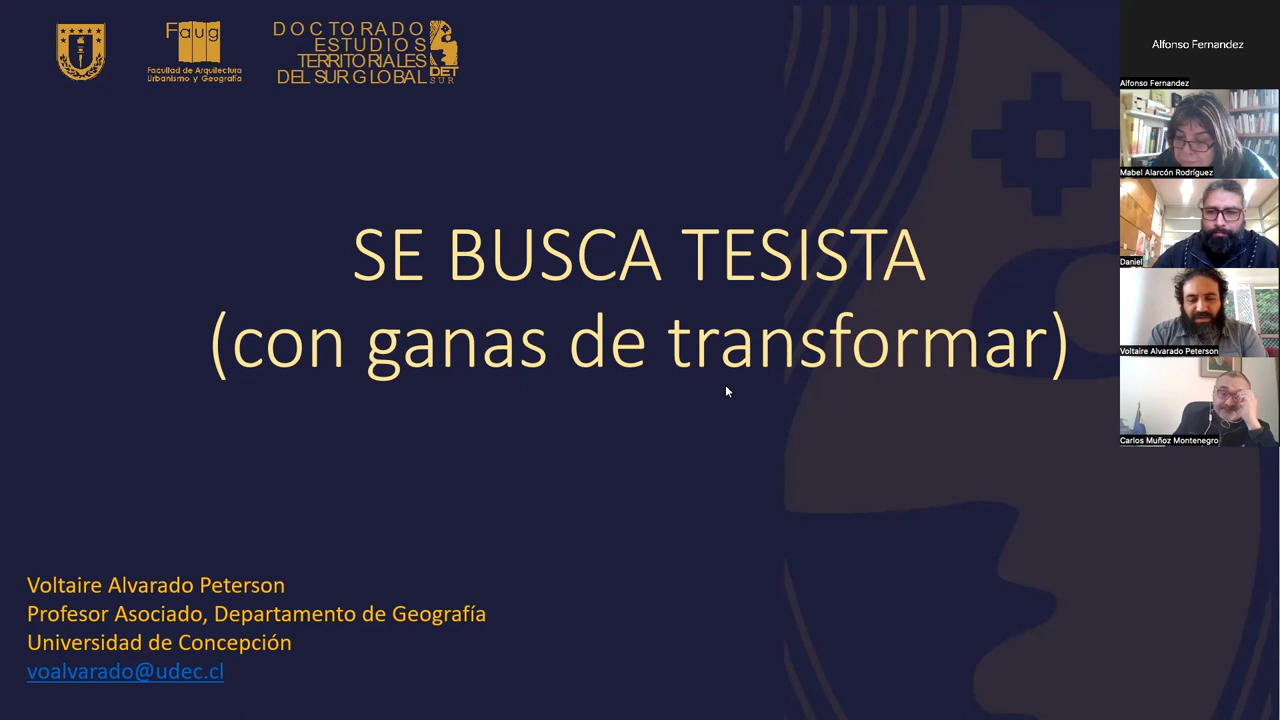 Faug
Facultad de Arquitectura
Urbanismo y Geografía
DOCTORADO
ESTUDIOS
TERRITORIALES
DEL SUR GLOBAL
DET
SUR
SE BUSCA TESISTA
(con ganas de transformar)
Voltaire Alvarado Peterson
Profesor Asociado, Departamento de Geografía
Universidad de Concepción
voalvarado@udec.cl
Alfonso Fernandez
Alfonso Fernandez
Mabel Alarcón Rodríguez
Daniel
Voltaire Alvarado Peterson
Carlos Muñoz Montenegro